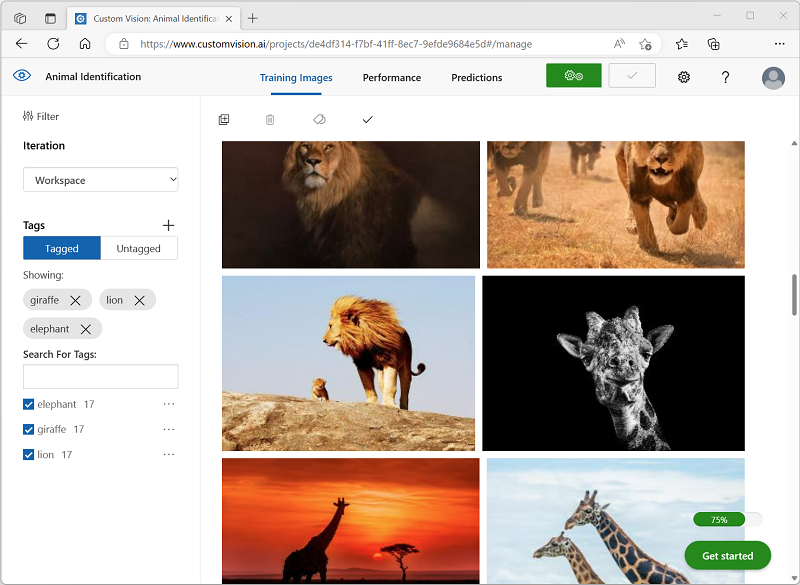 Custom Vision: Animal Identificat
https://www.customvision.ai/projects/de4df314-f7bf-41ff-8ec7-9efde9684e5d#/manage
Animal Identification
Training Images
Performance
Predictions
?
Filter
Iteration
Workspace
Tags
Tagged
Untagged
Showing:
giraffe
lion
elephant
Search For Tags:
elephant 17
giraffe 17
lion 17
75%
Get started